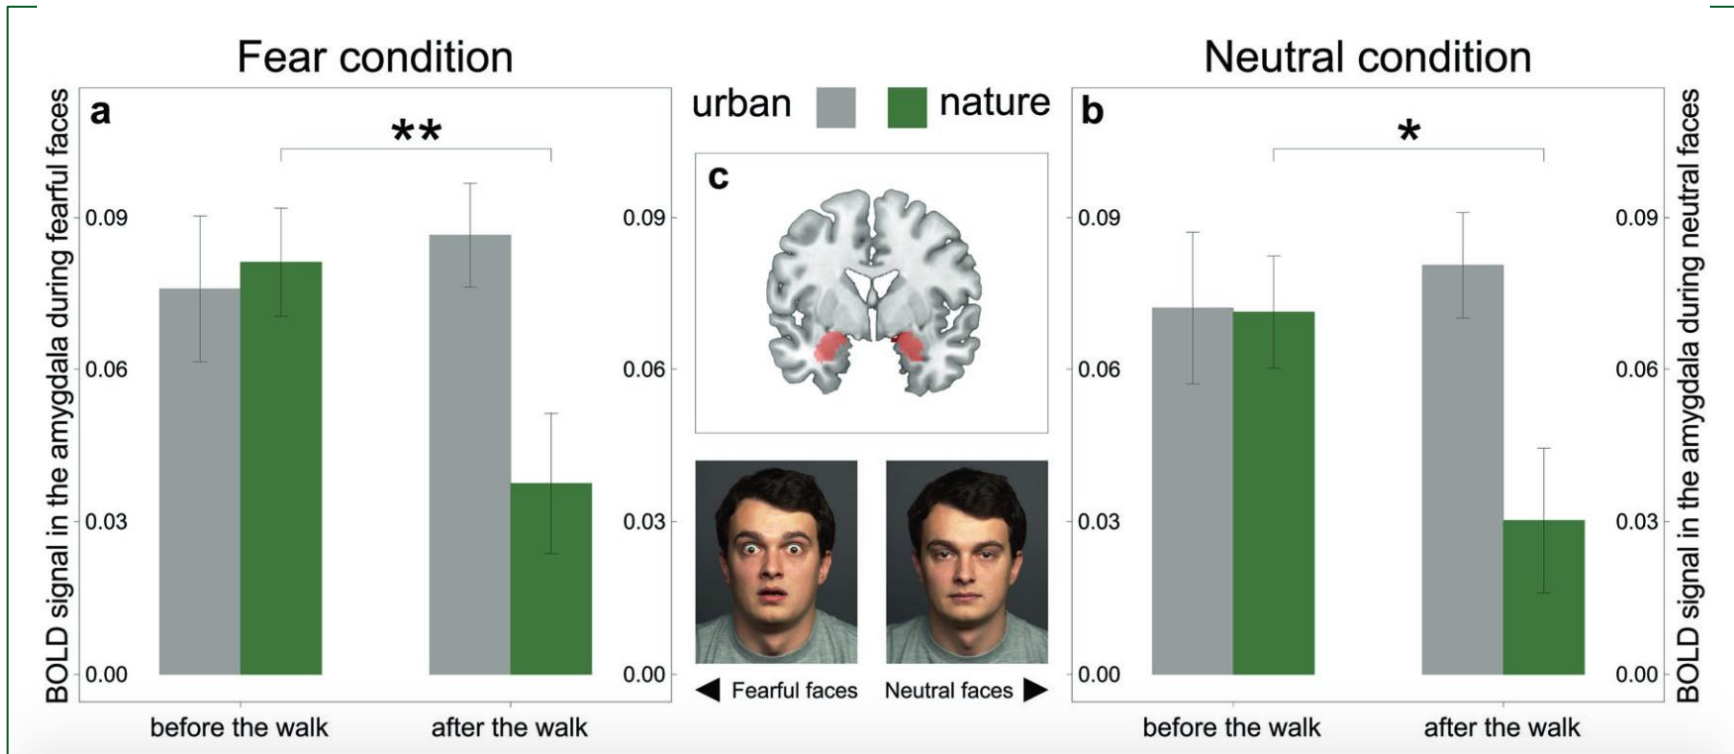 Fear condition
Neutral condition
urban
nature
a
**
BOLD signal in the amygdala during fearful faces
0.09
0.06
0.03
0.00
0.09
0.06
0.03
0.00
before the walk
after the walk
c
Fearful faces
Neutral faces
b
*
0.09
0.06
0.03
0.00
0.09
0.06
0.03
0.00
BOLD signal in the amygdala during neutral faces
before the walk
after the walk